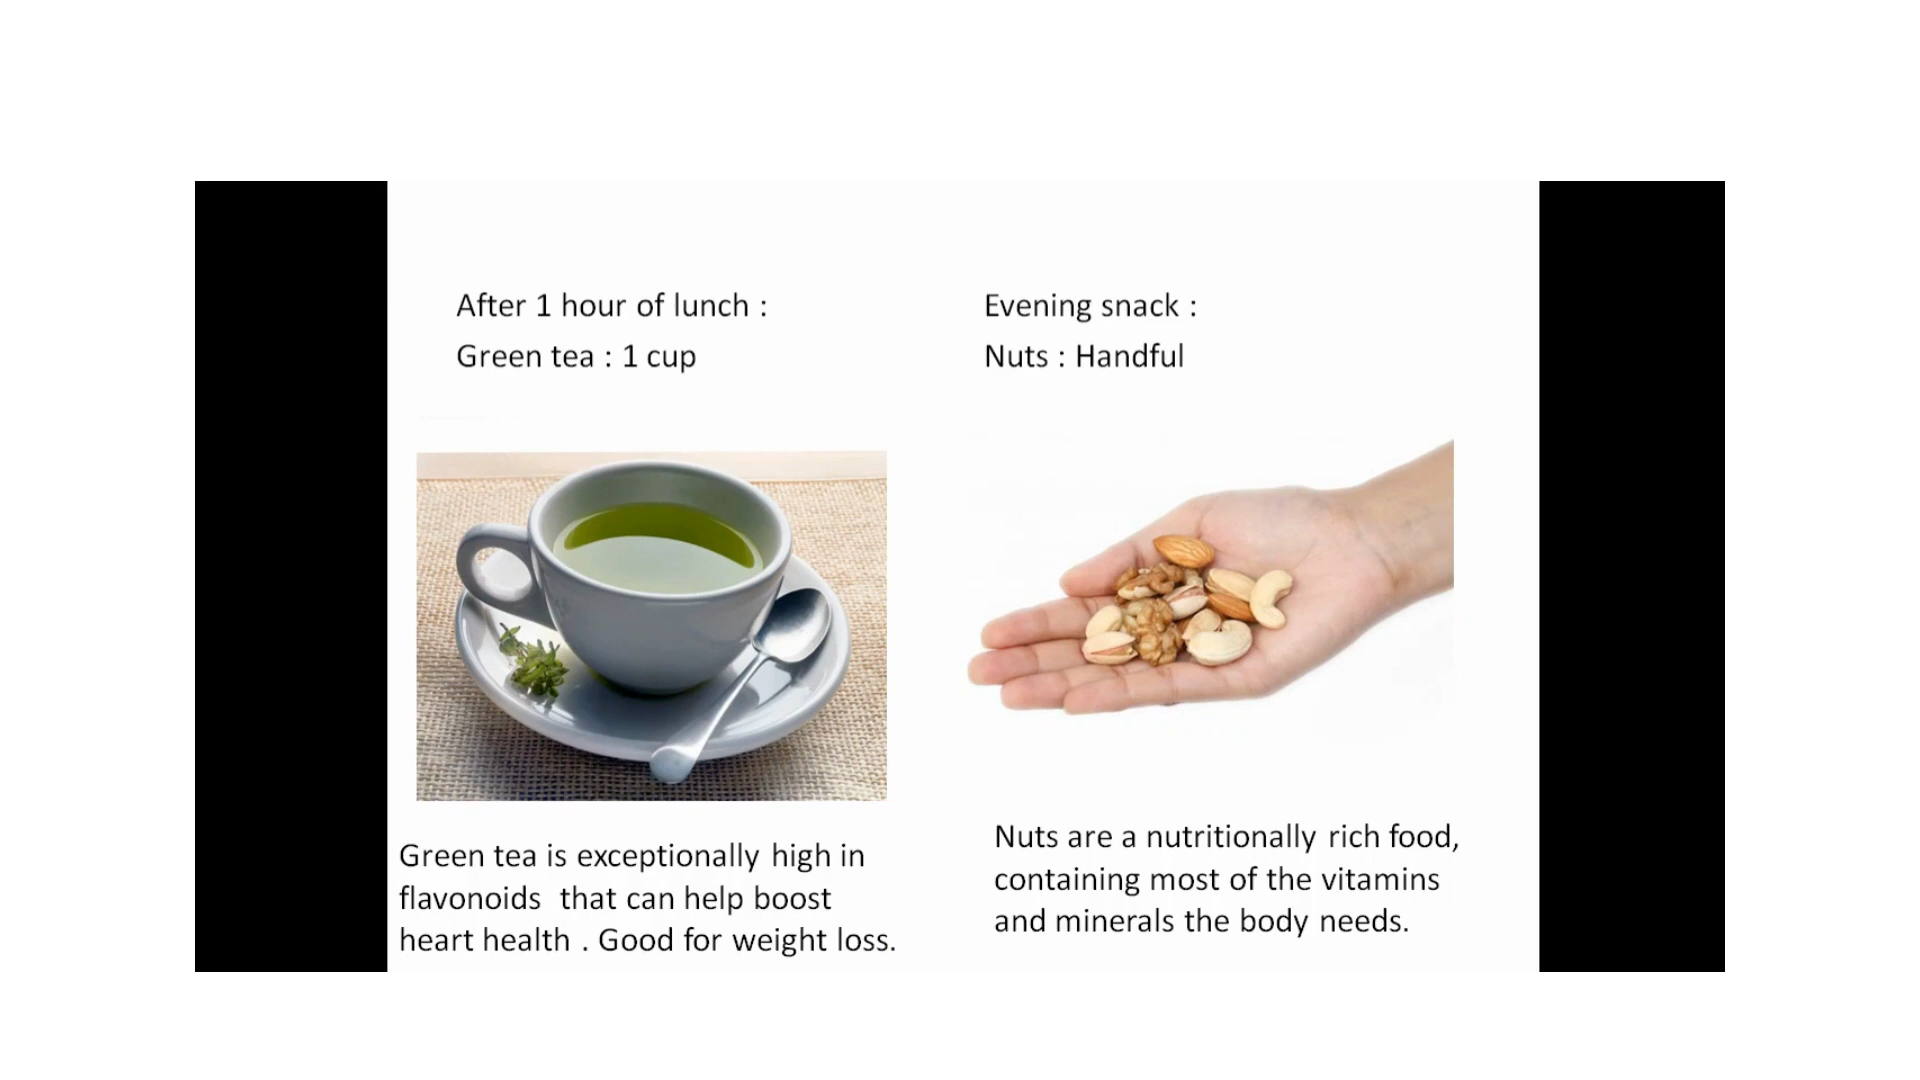 After 1 hour of lunch :
Green tea : 1 cup
Green tea is exceptionally high in
flavonoids that can help boost
heart health . Good for weight loss.
Evening snack :
Nuts : Handful
Nuts are a nutritionally rich food,
containing most of the vitamins
and minerals the body needs.